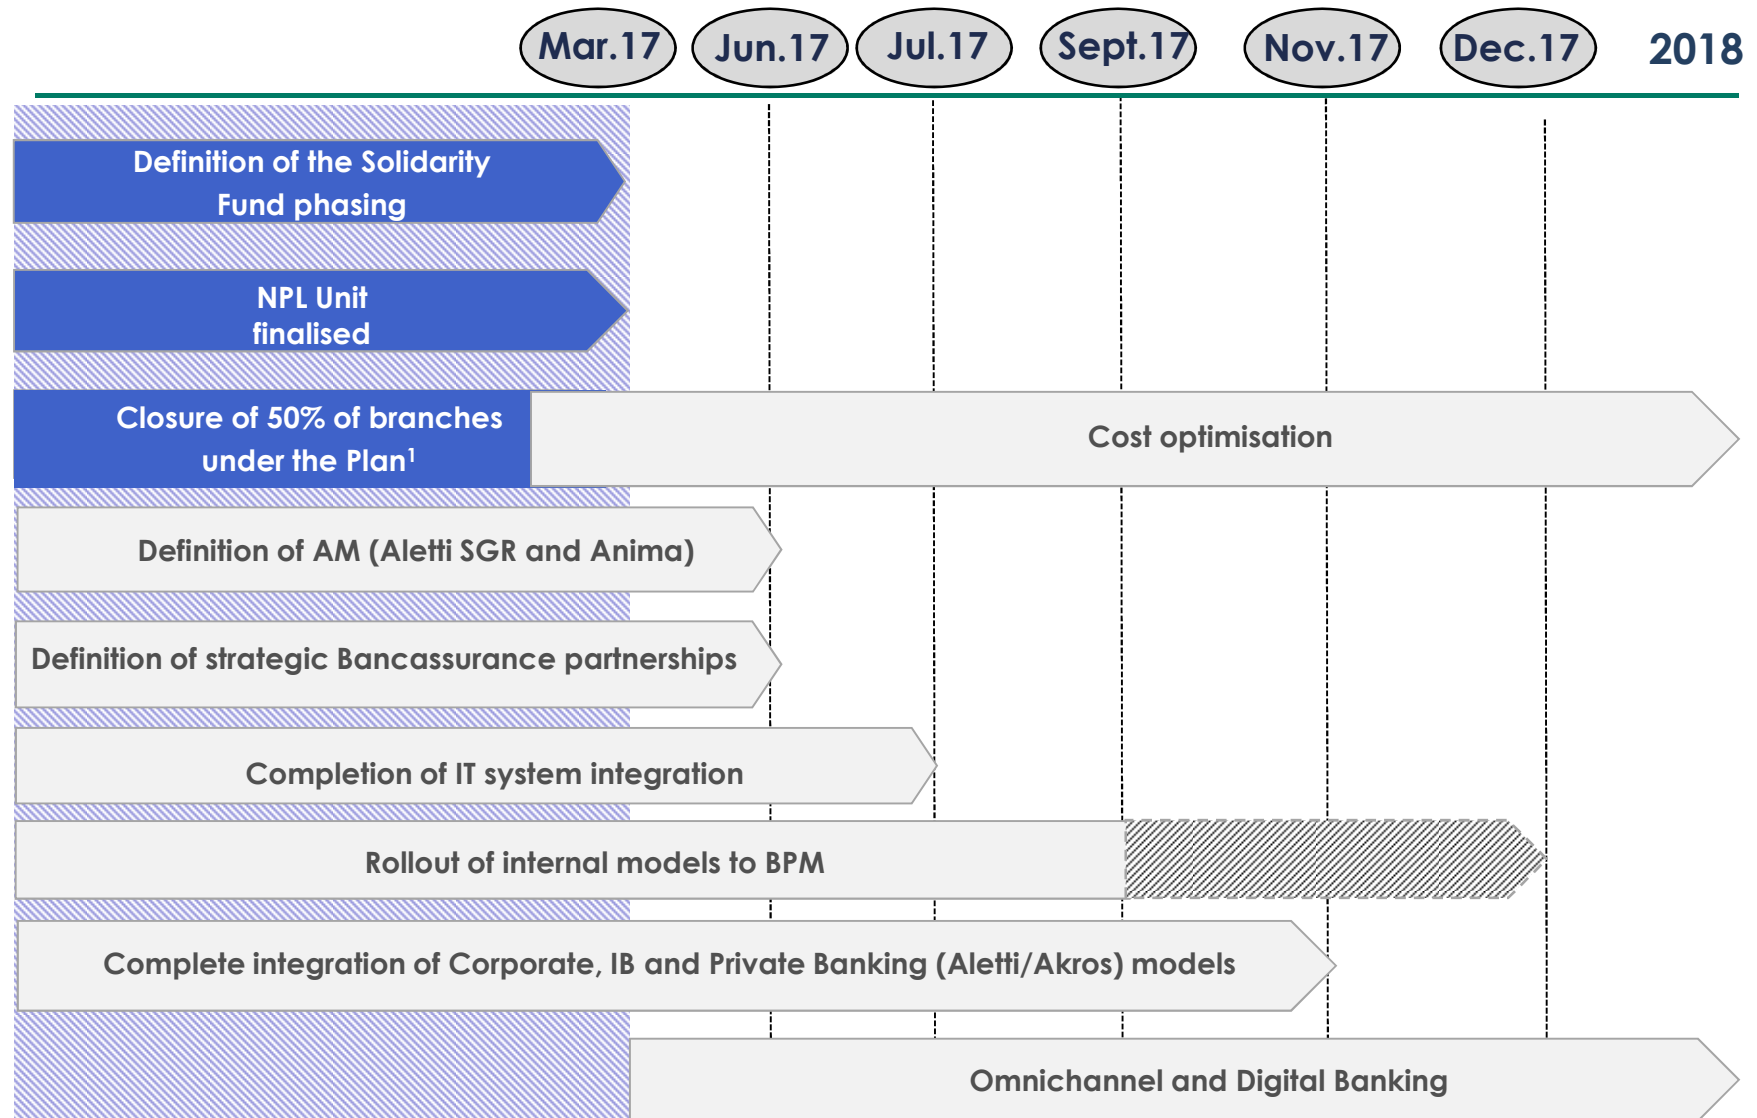 Mar.17 Jun.17 Jul.17 Sept.17 Nov.17 Dec.17 2018
Definition of the Solidarity
Fund phasing
NPL Unit
finalised
Closure of 50% of branches
under the Plan¹
Cost optimisation
Definition of AM (Aletti SGR and Anima)
Definition of strategic Bancassurance partnerships
Completion of IT system integration
Rollout of internal models to BPM
Complete integration of Corporate, IB and Private Banking (Aletti/Akros) models
Omnichannel and Digital Banking